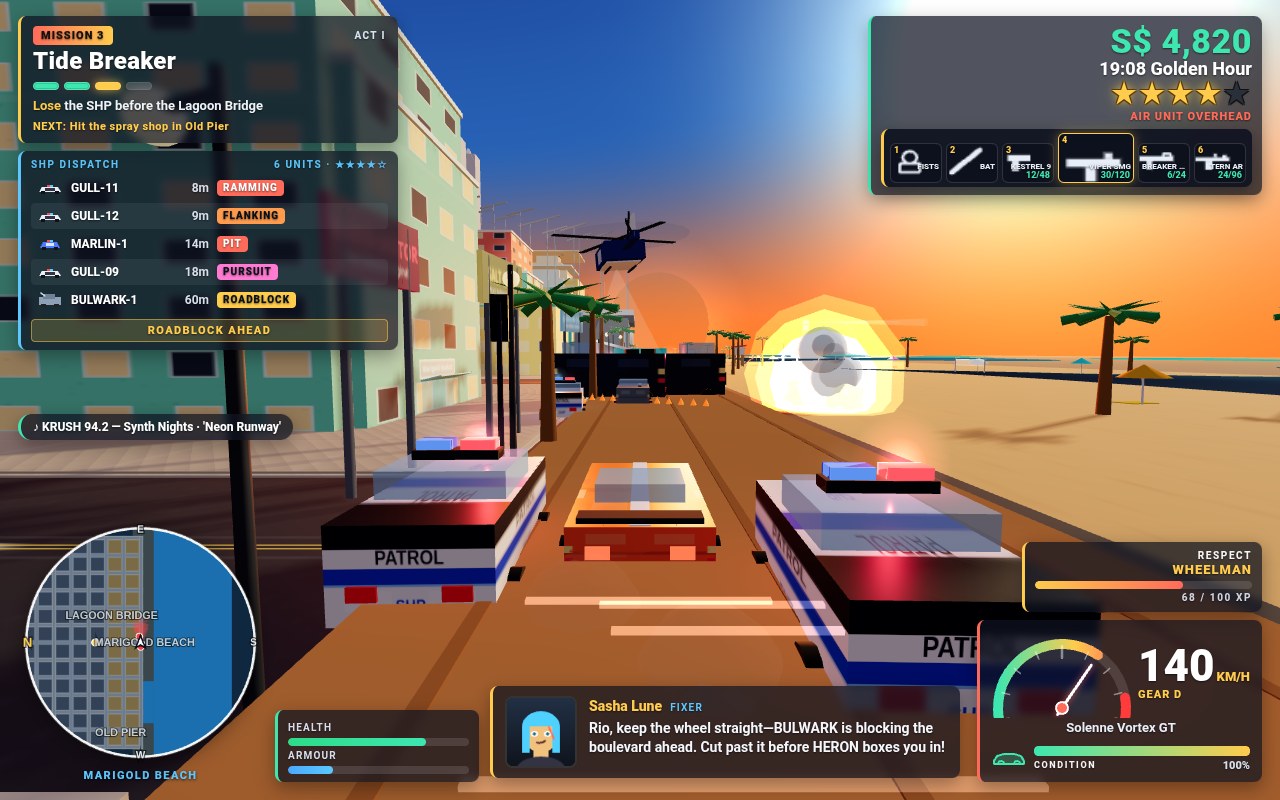 MISSION 3
ACT I
Tide Breaker
Lose the SHP before the Lagoon Bridge
NEXT: Hit the spray shop in Old Pier
SHP DISPATCH
6 UNITS · ★★★★☆
GULL-11 8m RAMMING
GULL-12 9m FLANKING
MARLIN-1 14m PIT
GULL-09 18m PURSUIT
BULWARK-1 60m ROADBLOCK
ROADBLOCK AHEAD
♪ KRUSH 94.2 — Synth Nights · 'Neon Runway'
S$ 4,820
19:08 Golden Hour
AIR UNIT OVERHEAD
1 2 BAT 3 4 5 6
12/48 30/120 6/24 24/96
PATROL
E
N
S
W
LAGOON BRIDGE
OLD PIER
MARIGOLD BEACH
HEALTH
ARMOUR
Sasha Lune FIXER
Rio, keep the wheel straight—BULWARK is blocking the
boulevard ahead. Cut past it before HERON boxes you in!
RESPECT
WHEELMAN
68 / 100 XP
140 KM/H
GEAR D
Solenne Vortex GT
CONDITION 100%